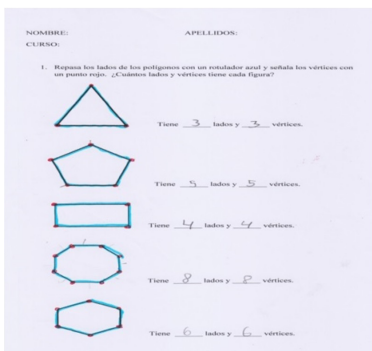 NOMBRE: APELLIDOS:
CURSO:
1. Repasa los lados de los polígonos con un rotulador azul y señala los vértices con
un punto rojo. ¿Cuántos lados y vértices tiene cada figura?
Tiene 3 lados y 3 vértices.
Tiene 5 lados y 5 vértices.
Tiene 4 lados y 4 vértices.
Tiene 8 lados y 8 vértices.
Tiene 6 lados y 6 vértices.